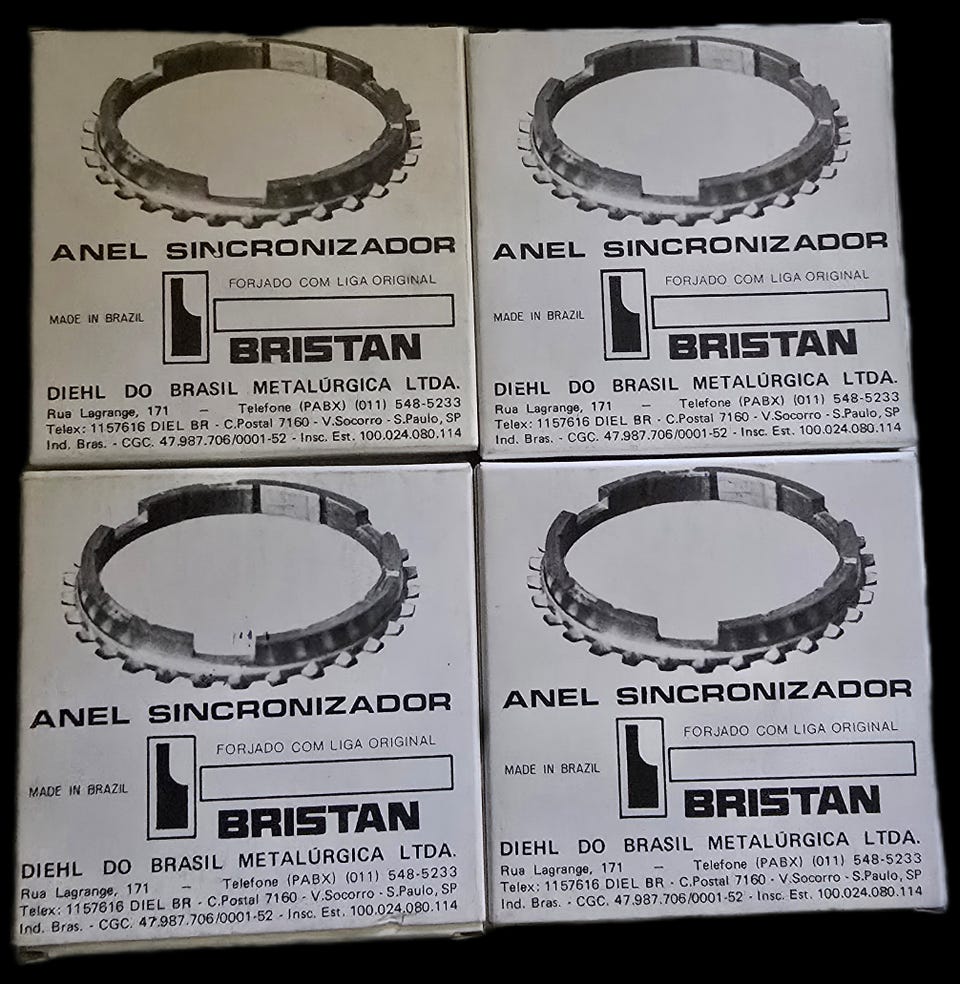 ANEL SINCRONIZADOR
FORJADO COM LIGA ORIGINAL
MADE IN BRAZIL
BRISTAN
DIEHL DO BRASIL METALÚRGICA LTDA.
Rua Lagrange, 171 — Telefone (PABX) (011) 548-5233
Telex: 1157616 DIEL BR - C.Postal 7160 - V.Socorro - S.Paulo, SP
Ind. Bras. - CGC. 47.987.706/0001-52 - Insc. Est. 100.024.080.114
ANEL SINCRONIZADOR
FORJADO COM LIGA ORIGINAL
MADE IN BRAZIL
BRISTAN
DIEHL DO BRASIL METALÚRGICA LTDA.
Rua Lagrange, 171 — Telefone (PABX) (011) 548-5233
Telex: 1157616 DIEL BR - C.Postal 7160 - V.Socorro - S.Paulo, SP
Ind. Bras. - CGC. 47.987.706/0001-52 - Insc. Est. 100.024.080.114
ANEL SINCRONIZADOR
FORJADO COM LIGA ORIGINAL
MADE IN BRAZIL
BRISTAN
DIEHL DO BRASIL METALÚRGICA LTDA.
Rua Lagrange, 171 — Telefone (PABX) (011) 548-5233
Telex: 1157616 DIEL BR - C.Postal 7160 - V.Socorro - S.Paulo, SP
Ind. Bras. - CGC. 47.987.706/0001-52 - Insc. Est. 100.024.080.114
ANEL SINCRONIZADOR
FORJADO COM LIGA ORIGINAL
MADE IN BRAZIL
BRISTAN
DIEHL DO BRASIL METALÚRGICA LTDA.
Rua Lagrange, 171 — Telefone (PABX) (011) 548-5233
Telex: 1157616 DIEL BR - C.Postal 7160 - V.Socorro - S.Paulo, SP
Ind. Bras. - CGC. 47.987.706/0001-52 - Insc. Est. 100.024.080.114